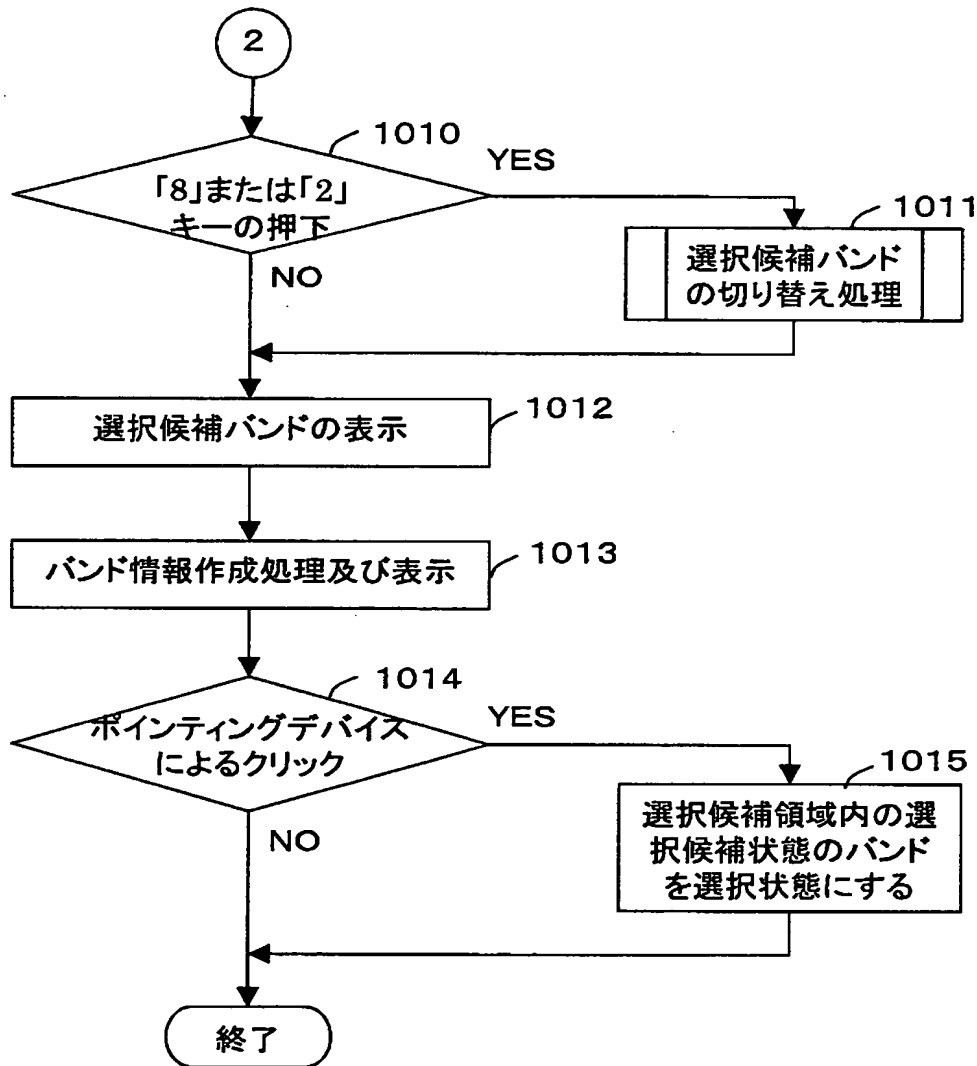 2
1010
YES
「8」または「2」
キーの押下
NO
1011
選択候補バンド
の切り替え処理
選択候補バンドの表示
1012
バンド情報作成処理及び表示
1013
1014
ポインティングデバイス
によるクリック
YES
NO
1015
選択候補領域内の選
択候補状態のバンド
を選択状態にする
終了